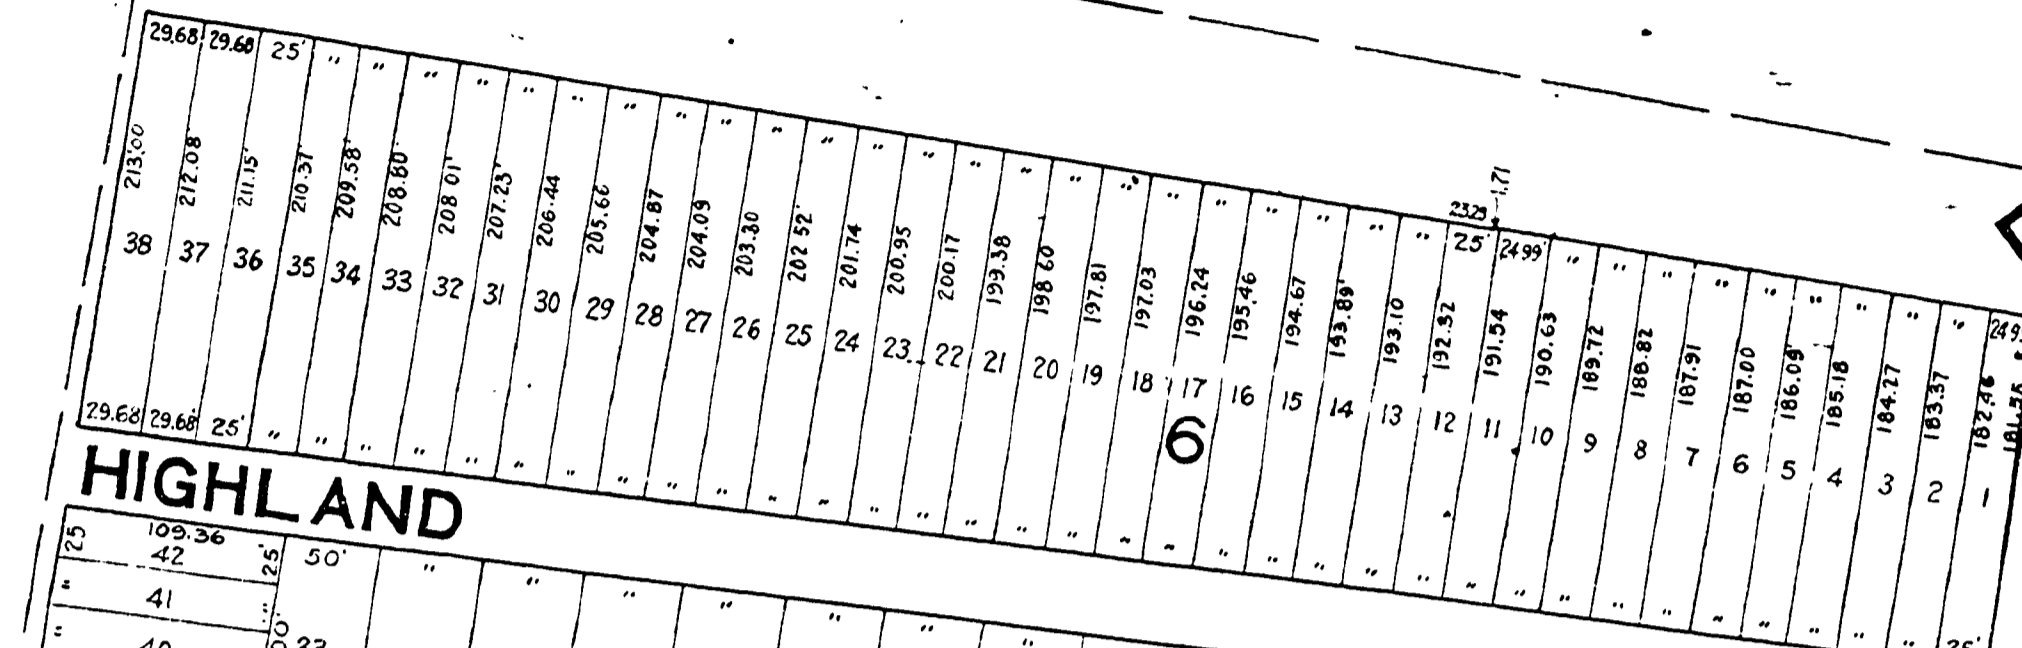 29.68 29.68 25' " " " " " " " " " " " " " " " " " " " " " " " 25' 24.99' " " " " " " " " "
23.29 1.71
213.00 212.08 211.15' 210.37' 209.58' 208.80' 208 01' 207.23' 206.44 205.66 204.87 204.09 203.30 202 52' 201.74 200.95 200.17 199.38 198 60 197.81 197.03 196.24 195.46 194.67 193.89' 193.10 192.32 191.54 190.63 189.72 188.82 187.91 187.00 186.09' 185.18 184.27 183.37 182.46
38 37 36 35 34 33 32 31 30 29 28 27 26 25 24 23 22 21 20 19 18 17 16 15 14 13 12 11 10 9 8 7 6 5 4 3 2 1
6
29.68 29.68' 25' " " " " " " " " " " " " " " " " " " " " " " " " " " " " " " " " " "
HIGHLAND
25 109.36 25'
42
50' " " " " " " "
" 41 "
"